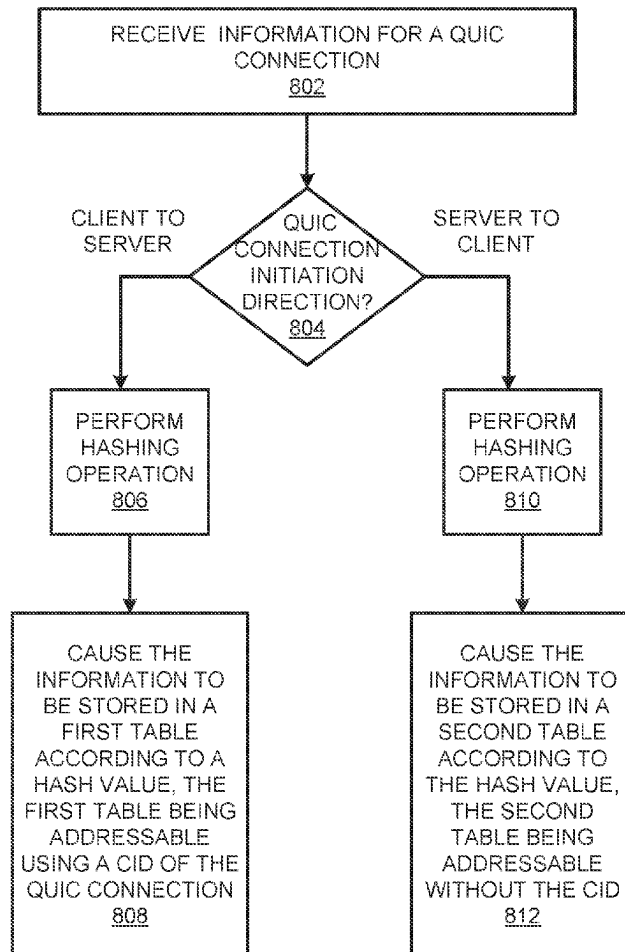 RECEIVE INFORMATION FOR A QUIC
CONNECTION
802
CLIENT TO
SERVER
QUIC
CONNECTION
INITIATION
DIRECTION?
804
SERVER TO
CLIENT
PERFORM
HASHING
OPERATION
806
PERFORM
HASHING
OPERATION
810
CAUSE THE
INFORMATION TO
BE STORED IN A
FIRST TABLE
ACCORDING TO A
HASH VALUE, THE
FIRST TABLE BEING
ADDRESSABLE
USING A CID OF THE
QUIC CONNECTION
808
CAUSE THE
INFORMATION TO
BE STORED IN A
SECOND TABLE
ACCORDING TO
THE HASH VALUE,
THE SECOND
TABLE BEING
ADDRESSABLE
WITHOUT THE CID
812